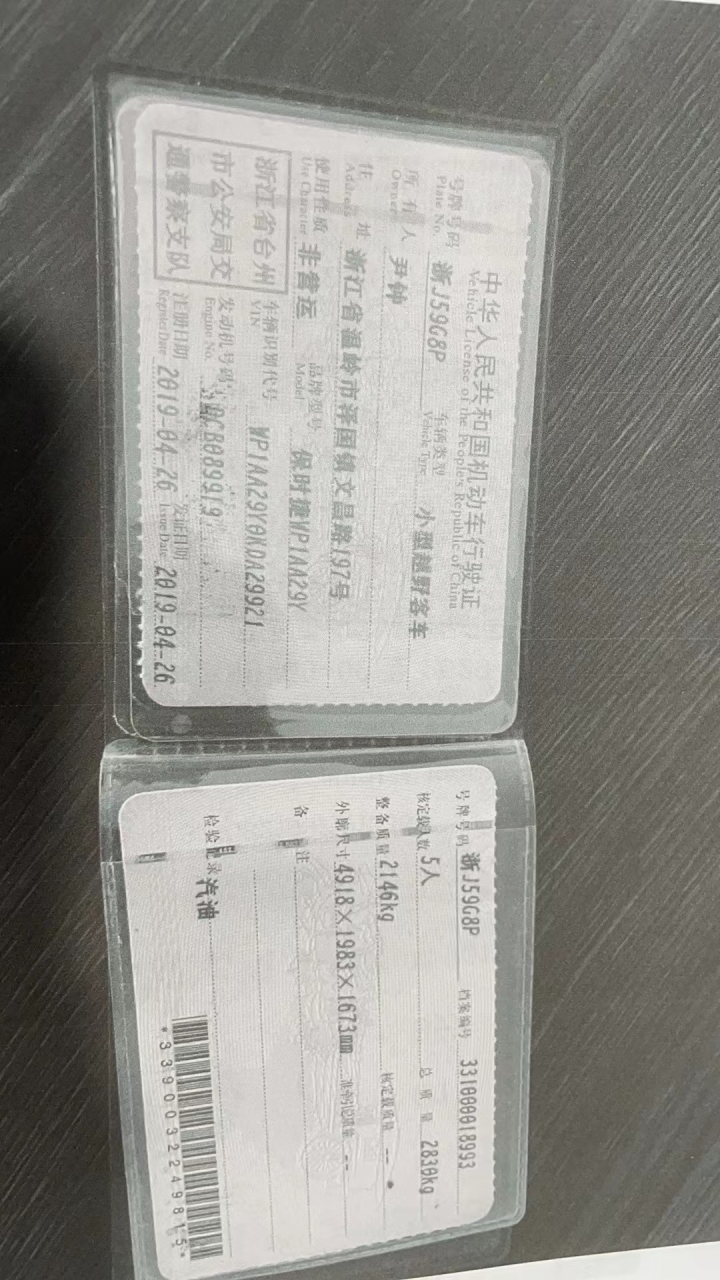 中华人民共和国机动车行驶证
Vehicle License of the People's Republic of China
号牌号码 浙J59G8P 车辆类型 小型越野客车
Plate No. Vehicle Type
所有人 尹钟
Owner
住址 浙江省温岭市泽国镇文昌路197号
Address
使用性质 非营运 品牌型号 保时捷WP1AA29Y
Use Character Model
浙江省台州
市公安局交
通警察支队
车辆识别代号 WP1AA29Y0KDA29921
VIN
发动机号码
Engine No.
注册日期 2019-04-26 发证日期 2019-04-26
Register Date Issue Date
号牌号码 浙J59G8P 档案编号 331000018993
核定载人数 5人 总质量 2830kg
整备质量 2146kg 核定载质量 --
外廓尺寸 4918×1983×1673mm 准牵引总质量 --
备注
检验记录 汽油
*3390032249815*